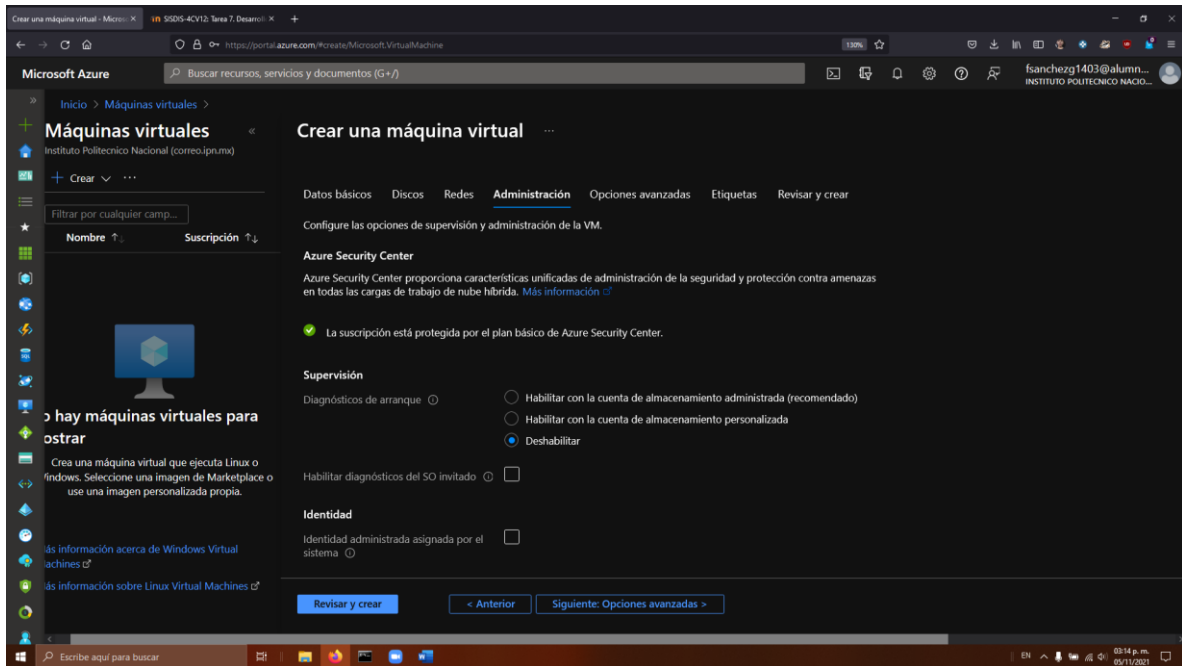 Crear una máquina virtual - Micros
SISDIS-4CV12: Tarea 7. Desarroll
https://portal.azure.com/#create/Microsoft.VirtualMachine
130%
Microsoft Azure
Buscar recursos, servicios y documentos (G+/)
fsanchezg1403@alumn...
INSTITUTO POLITECNICO NACIO...
Inicio > Máquinas virtuales >
Máquinas virtuales
Instituto Politecnico Nacional (correo.ipn.mx)
+ Crear
Filtrar por cualquier camp...
Nombre ↑↓ Suscripción ↑↓
o hay máquinas virtuales para
ostrar
Crea una máquina virtual que ejecuta Linux o
Windows. Seleccione una imagen de Marketplace o
use una imagen personalizada propia.
ás información acerca de Windows Virtual
achines
ás información sobre Linux Virtual Machines
Crear una máquina virtual ...
Datos básicos Discos Redes Administración Opciones avanzadas Etiquetas Revisar y crear
Configure las opciones de supervisión y administración de la VM.
Azure Security Center
Azure Security Center proporciona características unificadas de administración de la seguridad y protección contra amenazas
en todas las cargas de trabajo de nube híbrida. Más información
La suscripción está protegida por el plan básico de Azure Security Center.
Supervisión
Diagnósticos de arranque
Habilitar con la cuenta de almacenamiento administrada (recomendado)
Habilitar con la cuenta de almacenamiento personalizada
Deshabilitar
Habilitar diagnósticos del SO invitado
Identidad
Identidad administrada asignada por el
sistema
Revisar y crear
< Anterior
Siguiente: Opciones avanzadas >
Escribe aquí para buscar
EN
03:14 p. m.
05/11/2021